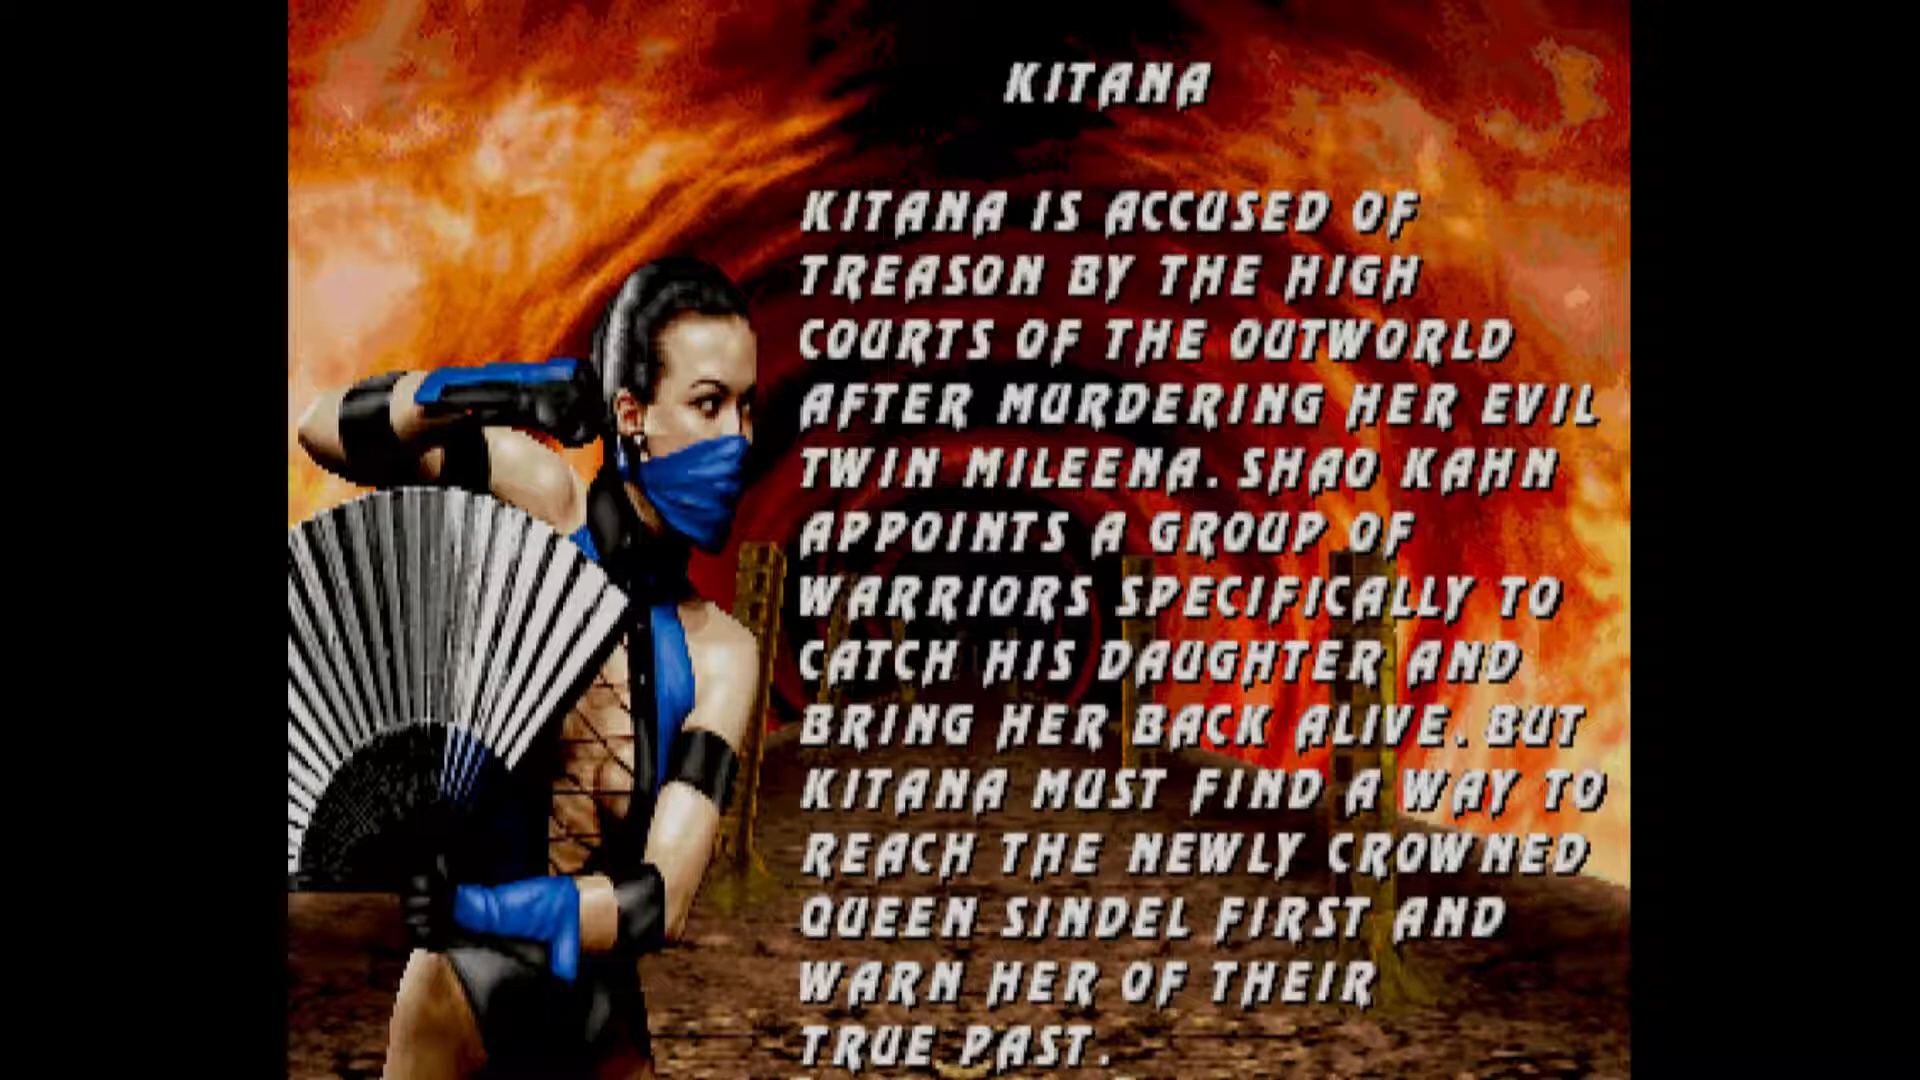 KITANA
KITANA IS ACCUSED OF
TREASON BY THE HIGH
COURTS OF THE OUTWORLD
AFTER MURDERING HER EVIL
TWIN MILEENA. SHAO KAHN
APPOINTS A GROUP OF
WARRIORS SPECIFICALLY TO
CATCH HIS DAUGHTER AND
BRING HER BACK ALIVE. BUT
KITANA MUST FIND A WAY TO
REACH THE NEWLY CROWNED
QUEEN SINDEL FIRST AND
WARN HER OF THEIR
TRUE PAST.